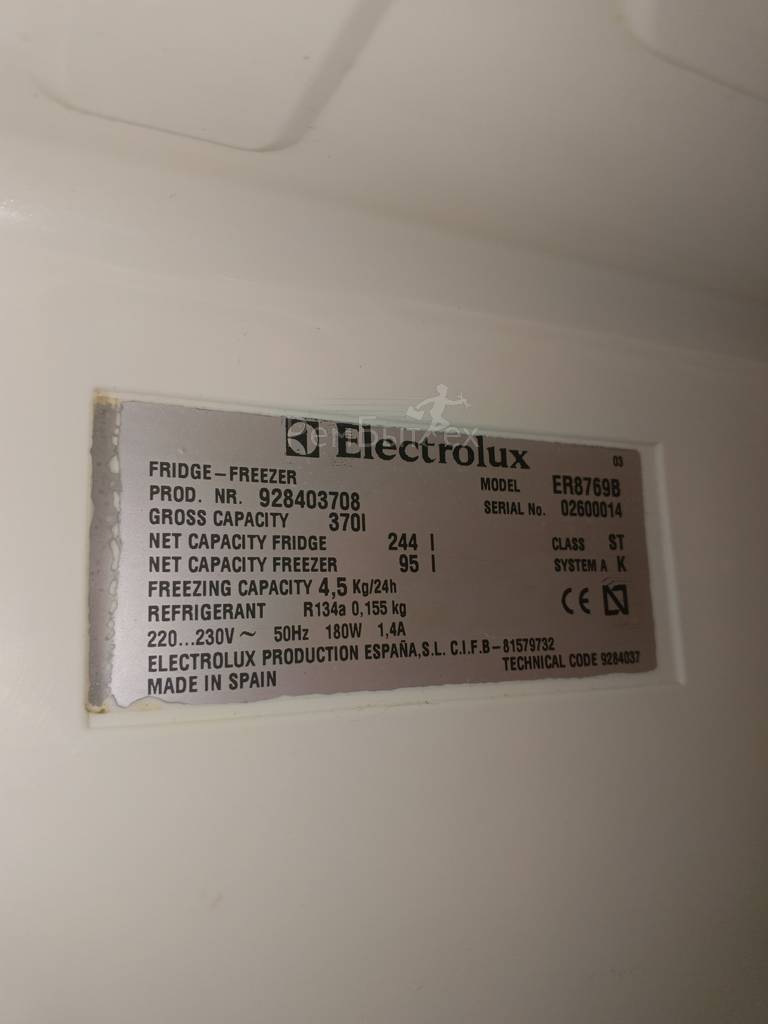 Electrolux
03
FRIDGE-FREEZER
MODEL ER8769B
PROD. NR. 928403708
SERIAL No. 02600014
GROSS CAPACITY 370l
NET CAPACITY FRIDGE 244 l
CLASS ST
NET CAPACITY FREEZER 95 l
SYSTEM A K
FREEZING CAPACITY 4,5 Kg/24h
REFRIGERANT R134a 0,155 kg
CE
220...230V ~ 50Hz 180W 1,4A
ELECTROLUX PRODUCTION ESPAÑA,S.L. C.I.F.B-81579732
TECHNICAL CODE 9284037
MADE IN SPAIN